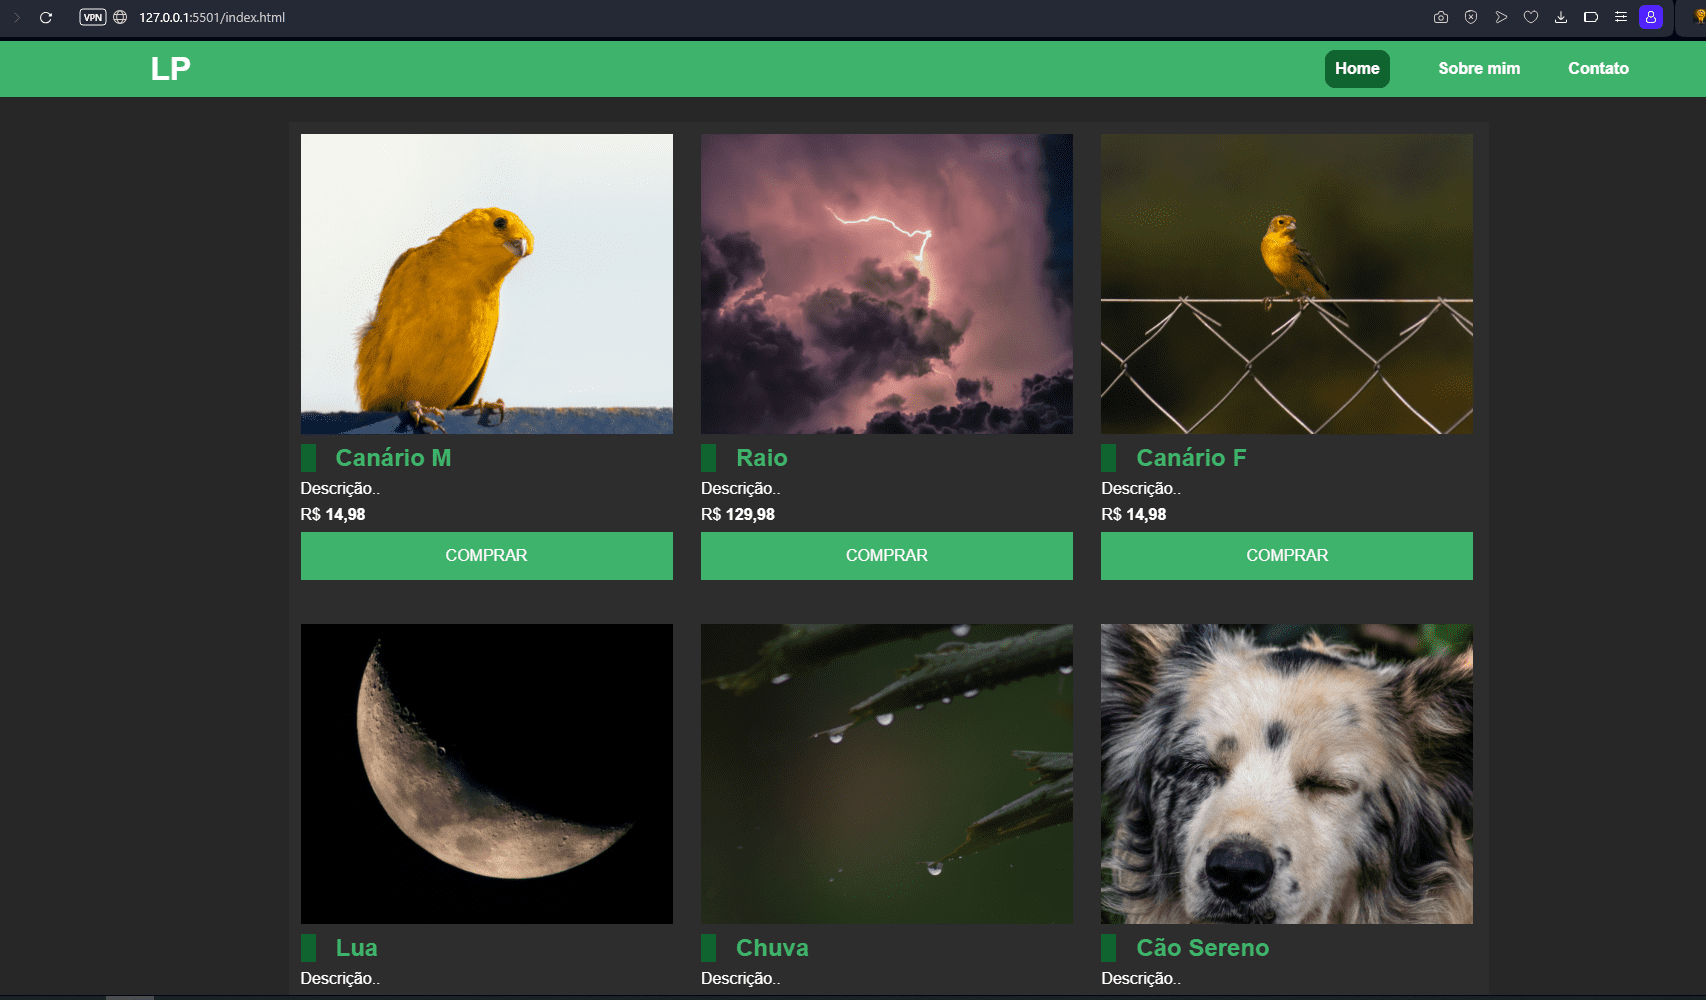 VPN 127.0.0.1:5501/index.html
LP Home Sobre mim Contato
Canário M Raio Canário F
Descrição.. Descrição.. Descrição..
R$ 14,98 R$ 129,98 R$ 14,98
COMPRAR COMPRAR COMPRAR
Lua Chuva Cão Sereno
Descrição.. Descrição.. Descrição..